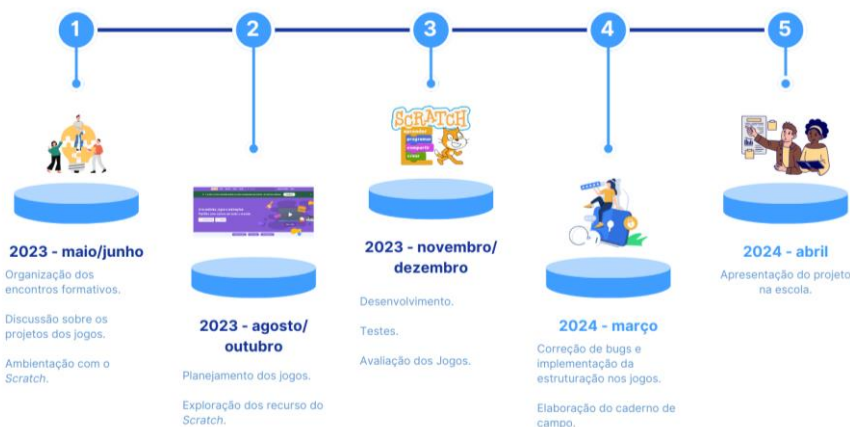 1
2
3
4
5
SCRATCH
programar
compartir
crear
2023 - maio/junho
Organização dos
encontros formativos.
Discussão sobre os
projetos dos jogos.
Ambientação com o
Scratch.
2023 - agosto/
outubro
Planejamento dos jogos.
Exploração dos recurso do
Scratch.
2023 - novembro/
dezembro
Desenvolvimento.
Testes.
Avaliação dos Jogos.
2024 - março
Correção de bugs e
implementação da
estruturação nos jogos.
Elaboração do caderno de
campo.
2024 - abril
Apresentação do projeto
na escola.